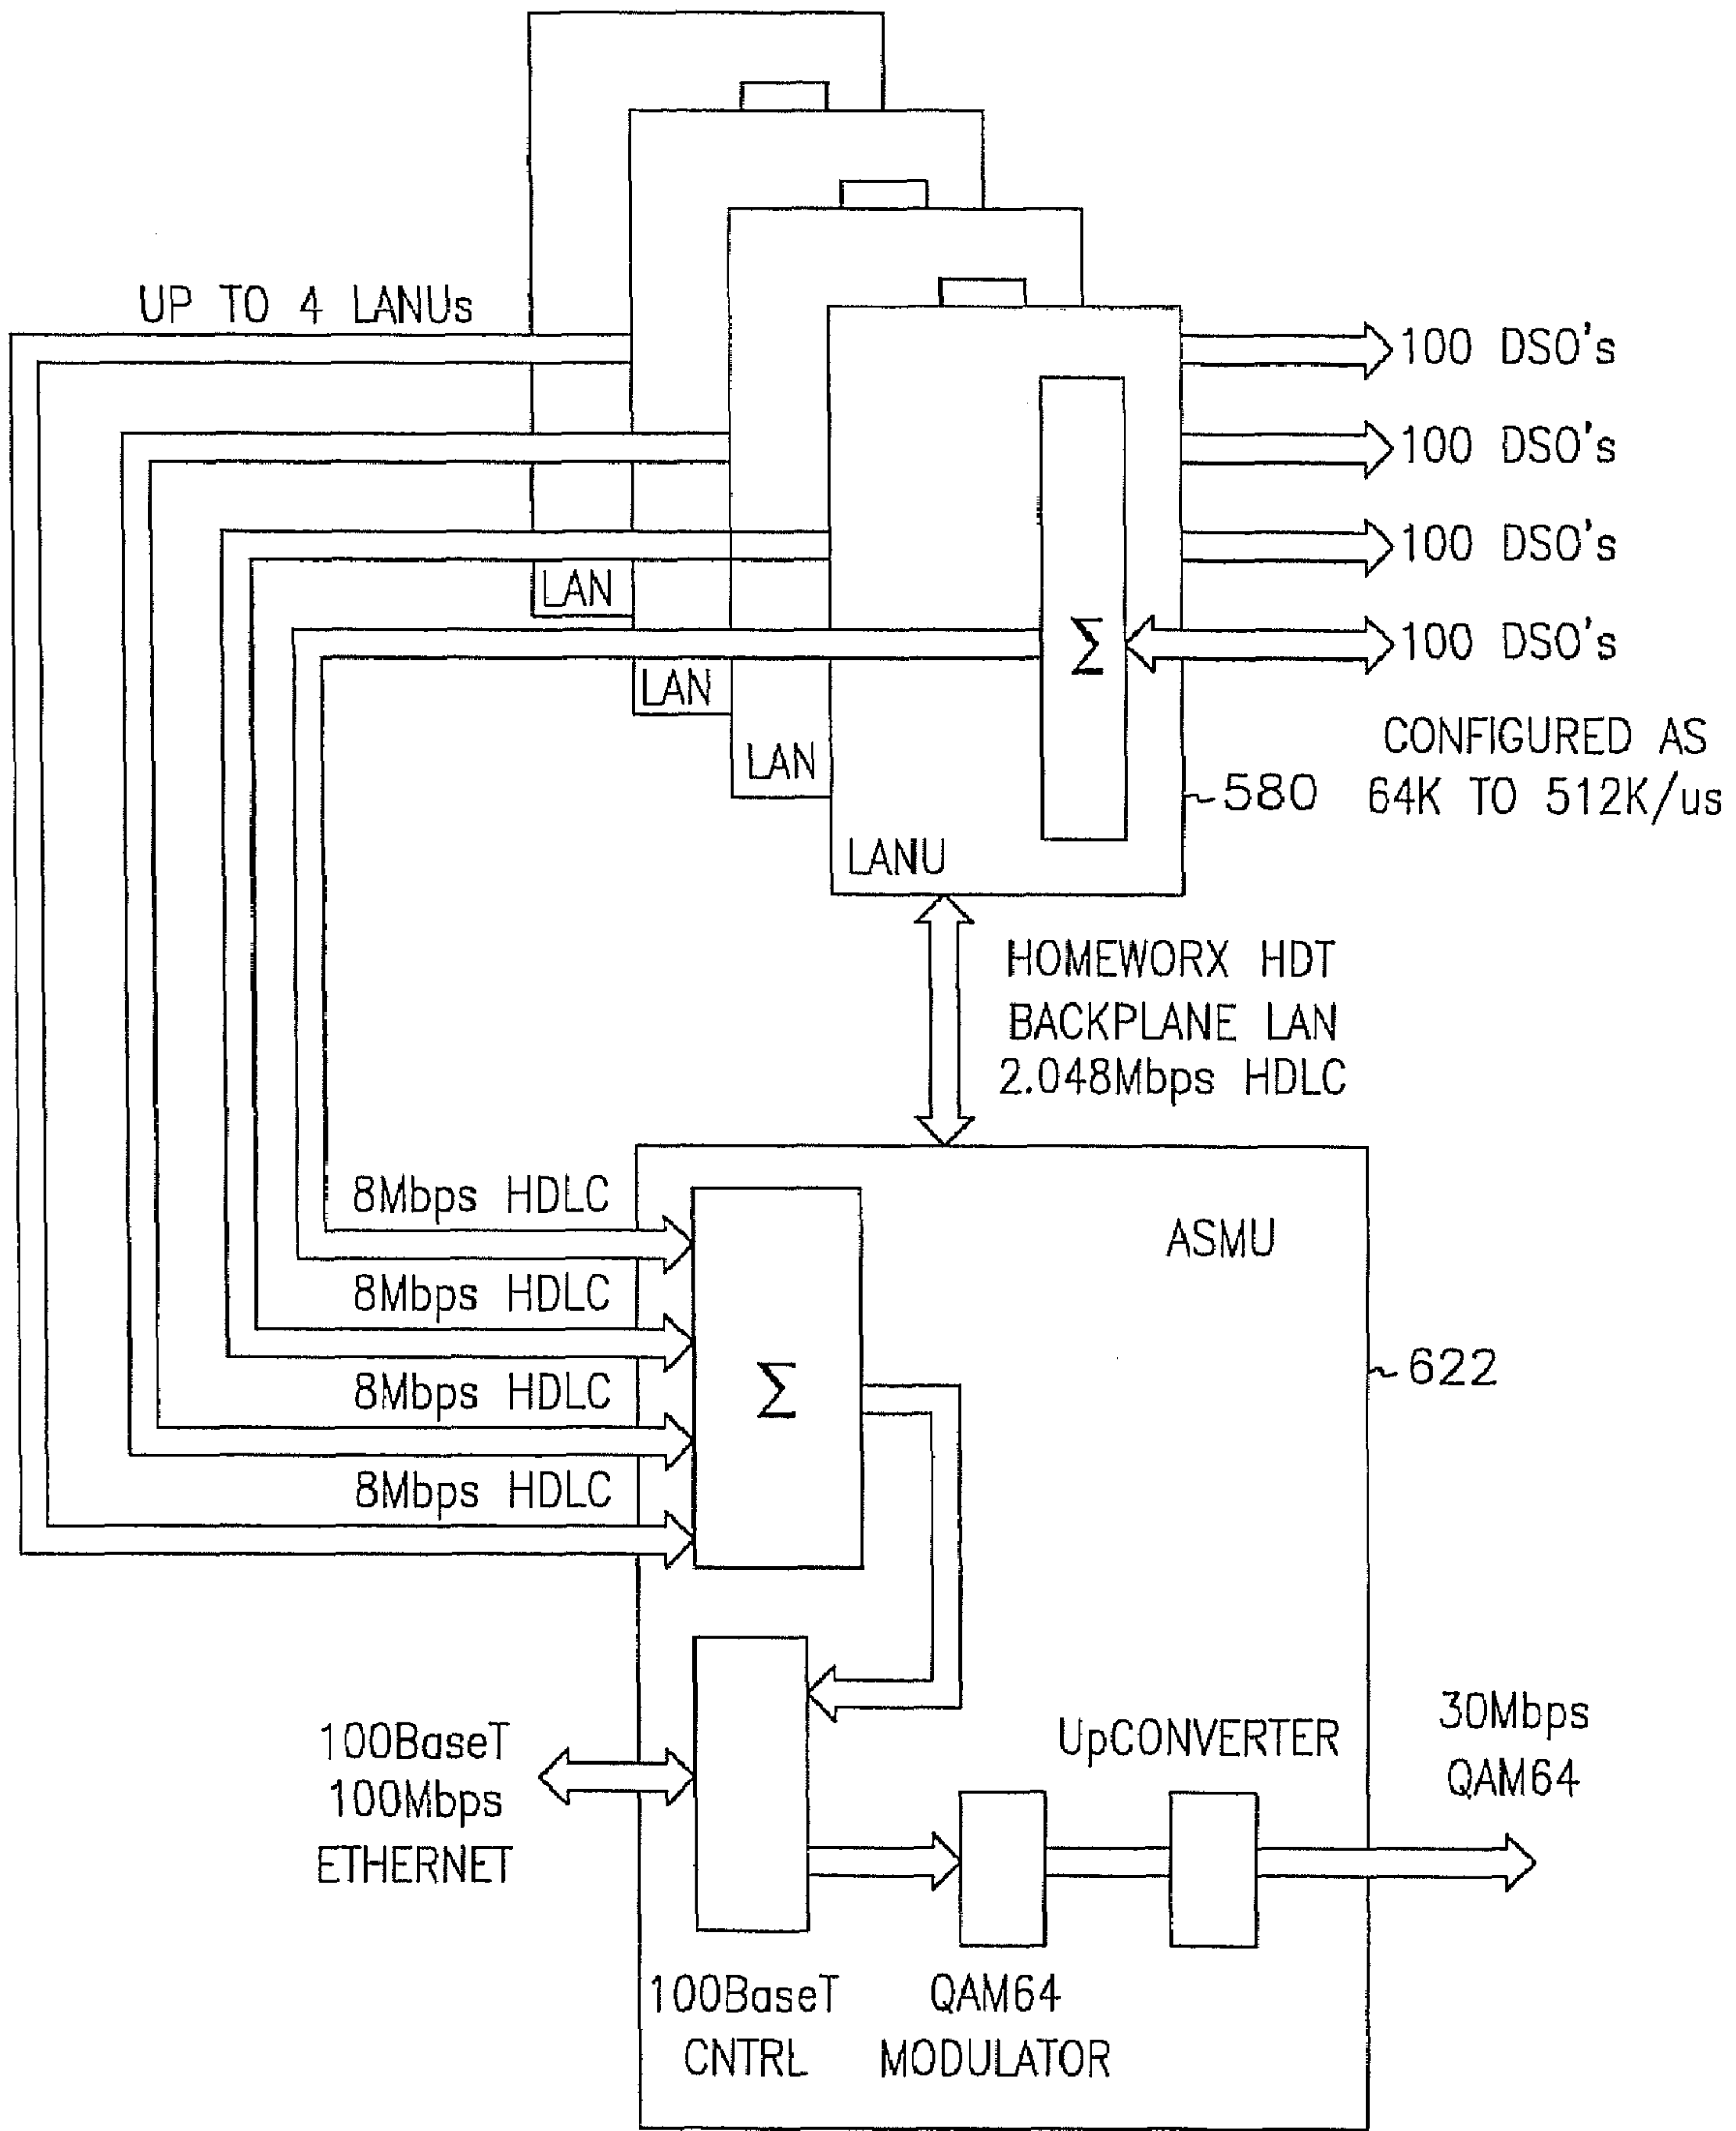 UP TO 4 LANUs
100 DSO's
100 DSO's
100 DSO's
LAN
100 DSO's
LAN
CONFIGURED AS
64K TO 512K/us
LAN
580
LANU
HOMEWORX HDT
BACKPLANE LAN
2.048Mbps HDLC
8Mbps HDLC
ASMU
8Mbps HDLC
622
8Mbps HDLC
Σ
Σ
8Mbps HDLC
100BaseT
100Mbps
ETHERNET
UpCONVERTER
30Mbps
QAM64
100BaseT
CNTRL
QAM64
MODULATOR